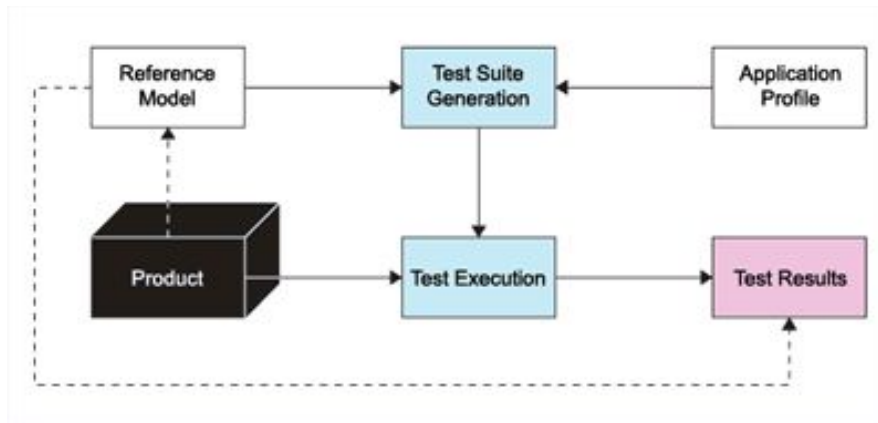 Reference
Model
Test Suite
Generation
Application
Profile
Product
Test Execution
Test Results